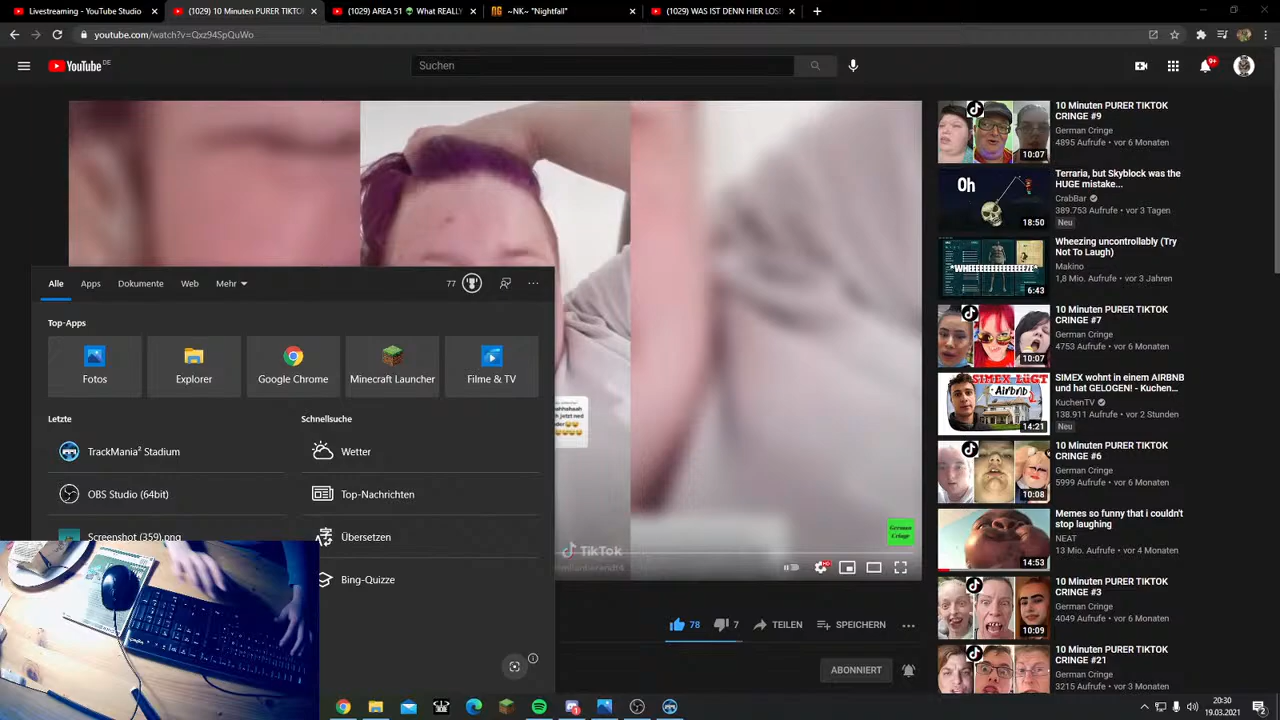 Livestreaming - YouTube Studio
(1029) 10 Minuten PURER TIKTO
(1029) AREA 51 👽 What REALL
~NK~ "Nightfall"
(1029) WAS IST DENN HIER LOS!
youtube.com/watch?v=Qxz94SpQuWo
YouTube DE
Suchen
9+
10 Minuten PURER TIKTOK
CRINGE #9
German Cringe
4895 Aufrufe • vor 6 Monaten
10:07
Oh
Terraria, but Skyblock was the
HUGE mistake...
CrabBar
389.753 Aufrufe • vor 3 Tagen
Neu
18:50
Wheezing uncontrollably (Try
Not To Laugh)
Makino
1,8 Mio. Aufrufe • vor 3 Jahren
6:43
10 Minuten PURER TIKTOK
CRINGE #7
German Cringe
4753 Aufrufe • vor 6 Monaten
10:07
SIMEX LÜGT
Airbnb
SIMEX wohnt in einem AIRBNB
und hat GELOGEN - Kuchen...
KuchenTV
138.911 Aufrufe • vor 2 Stunden
Neu
14:21
10 Minuten PURER TIKTOK
CRINGE #6
German Cringe
5999 Aufrufe • vor 6 Monaten
10:08
Memes so funny that i couldn't
stop laughing
NEAT
13 Mio. Aufrufe • vor 4 Monaten
14:53
10 Minuten PURER TIKTOK
CRINGE #3
German Cringe
4049 Aufrufe • vor 6 Monaten
10:09
10 Minuten PURER TIKTOK
CRINGE #21
German Cringe
3215 Aufrufe • vor 3 Monaten
Alle Apps Dokumente Web Mehr 77
Top-Apps
Fotos Explorer Google Chrome Minecraft Launcher Filme & TV
Letzte
TrackMania² Stadium
OBS Studio (64bit)
Screenshot (359).png
Schnellsuche
Wetter
Top-Nachrichten
Übersetzen
Bing-Quizze
German
Cringe
TikTok
HD
78 7 TEILEN SPEICHERN
ABONNIERT
20:30
19.03.2021
2